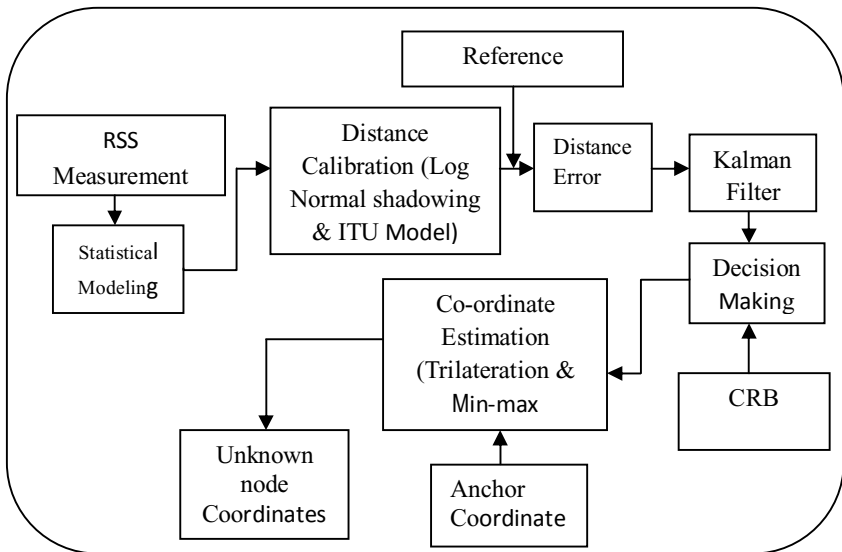 Reference
RSS
Measurement
Statistical
Modeling
Distance
Calibration (Log
Normal shadowing
& ITU Model)
Distance
Error
Kalman
Filter
Decision
Making
CRB
Co-ordinate
Estimation
(Trilateration &
Min-max
Anchor
Coordinate
Unknown
node
Coordinates